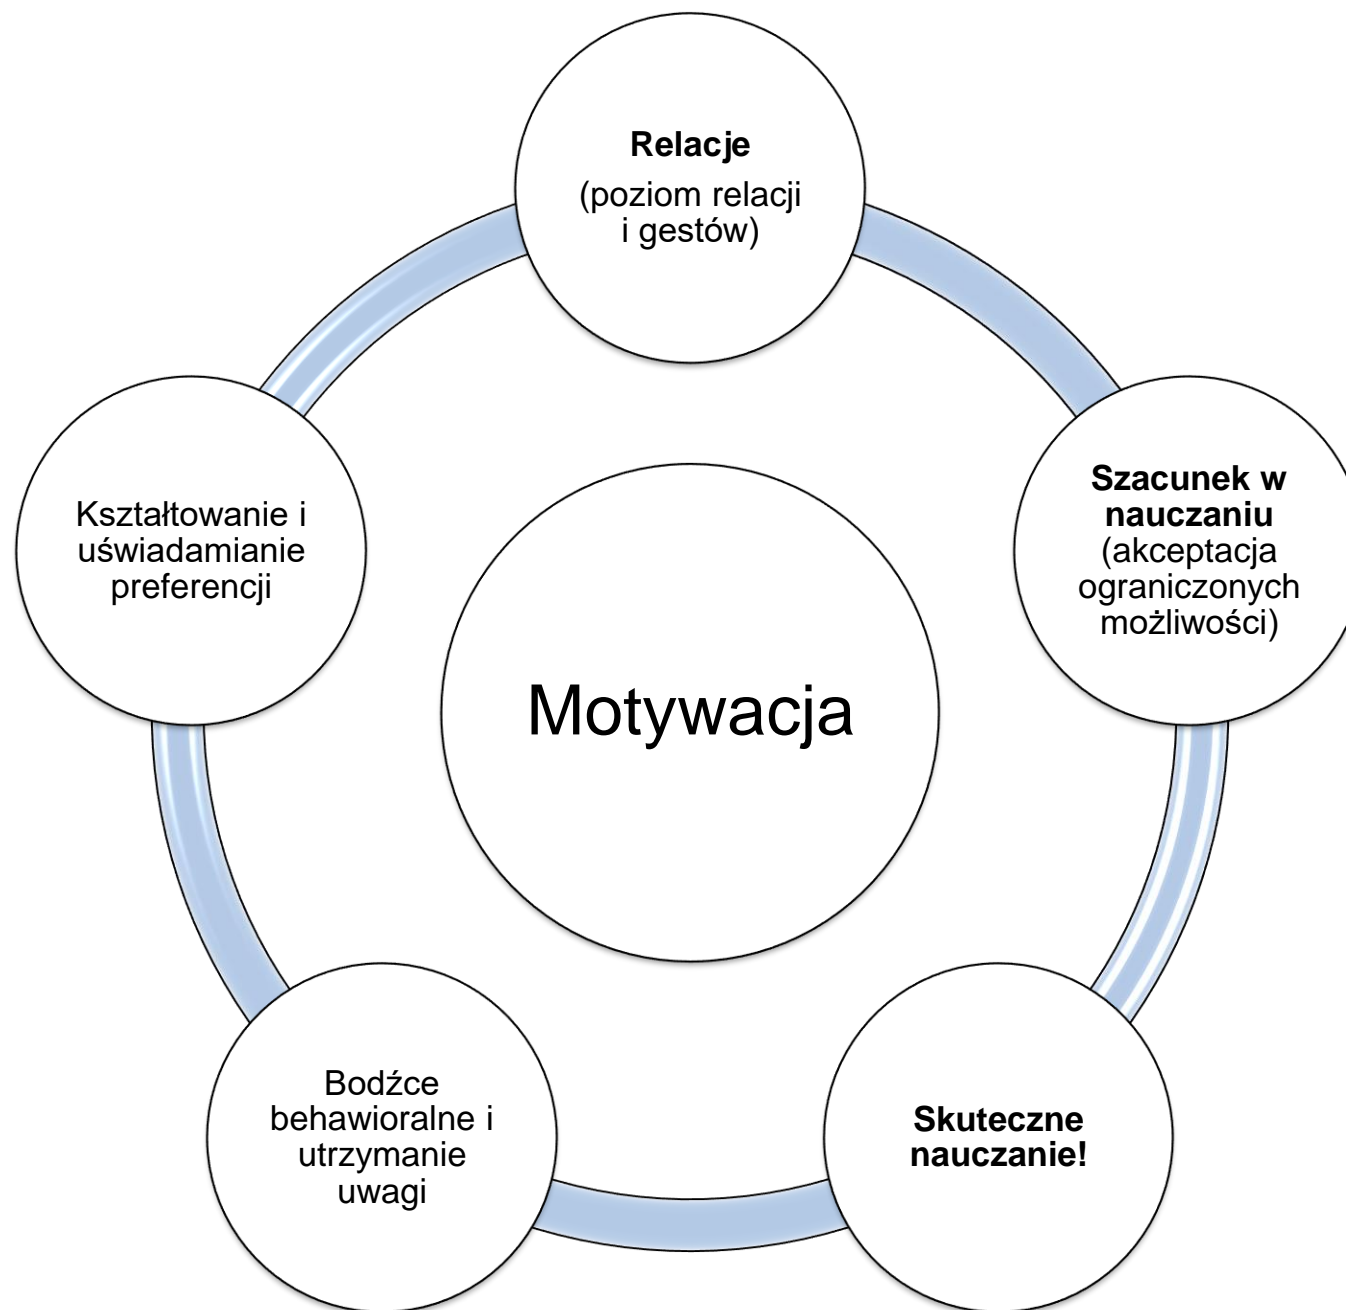 Relacje
(poziom relacji
i gestów)
Szacunek w
nauczaniu
(akceptacja
ograniczonych
możliwości)
Skuteczne
nauczanie!
Bodźce
behawioralne i
utrzymanie
uwagi
Kształtowanie i
uświadamianie
preferencji
Motywacja